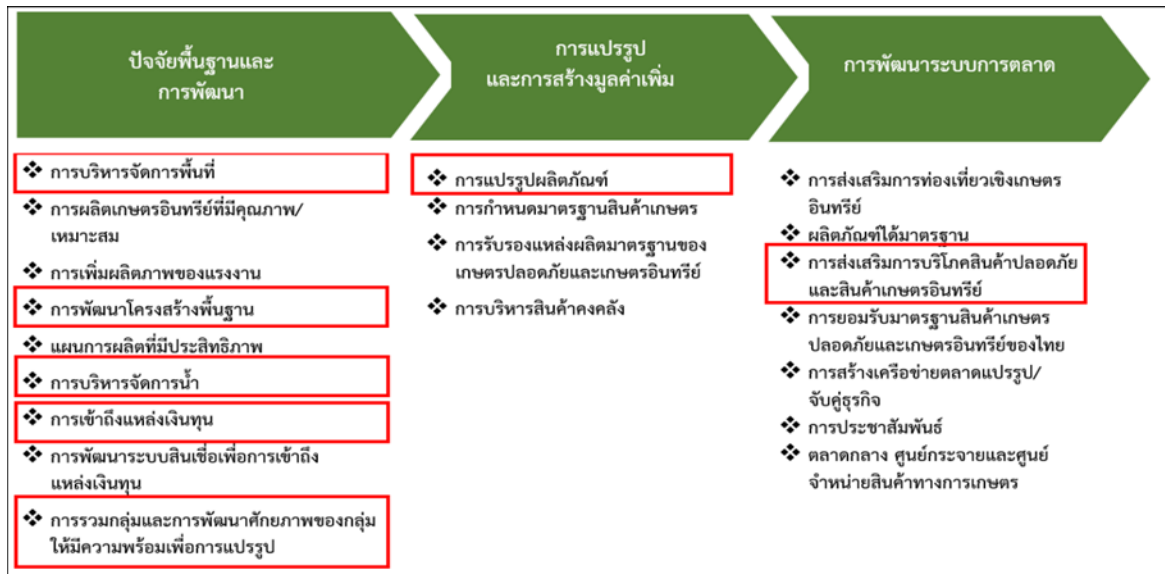 ปัจจัยพื้นฐานและ
การพัฒนา
❖ การบริหารจัดการพื้นที่
❖ การผลิตเกษตรอินทรีย์ที่มีคุณภาพ/
เหมาะสม
❖ การเพิ่มผลิตภาพของแรงงาน
❖ การพัฒนาโครงสร้างพื้นฐาน
❖ แผนการผลิตที่มีประสิทธิภาพ
❖ การบริหารจัดการน้ำ
❖ การเข้าถึงแหล่งเงินทุน
❖ การพัฒนาระบบสินเชื่อเพื่อการเข้าถึง
แหล่งเงินทุน
❖ การรวมกลุ่มและการพัฒนาศักยภาพของกลุ่ม
ให้มีความพร้อมเพื่อการแปรรูป
การแปรรูป
และการสร้างมูลค่าเพิ่ม
❖ การแปรรูปผลิตภัณฑ์
❖ การกำหนดมาตรฐานสินค้าเกษตร
❖ การรับรองแหล่งผลิตมาตรฐานของ
เกษตรปลอดภัยและเกษตรอินทรีย์
❖ การบริหารสินค้าคงคลัง
การพัฒนาระบบการตลาด
❖ การส่งเสริมการท่องเที่ยวเชิงเกษตร
อินทรีย์
❖ ผลิตภัณฑ์ได้มาตรฐาน
❖ การส่งเสริมการบริโภคสินค้าปลอดภัย
และสินค้าเกษตรอินทรีย์
❖ การยอมรับมาตรฐานสินค้าเกษตร
ปลอดภัยและเกษตรอินทรีย์ของไทย
❖ การสร้างเครือข่ายตลาดแปรรูป/
จับคู่ธุรกิจ
❖ การประชาสัมพันธ์
❖ ตลาดกลาง ศูนย์กระจายและศูนย์
จำหน่ายสินค้าทางการเกษตร